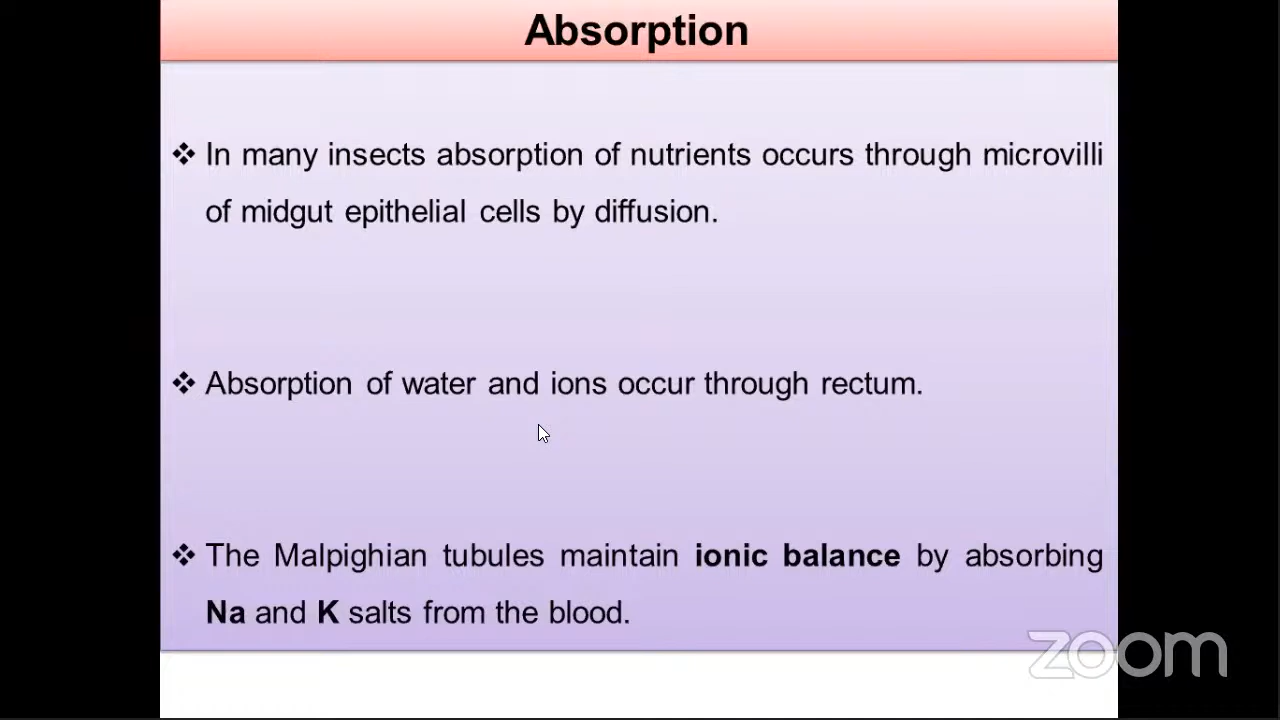 Absorption
❖ In many insects absorption of nutrients occurs through microvilli
of midgut epithelial cells by diffusion.
❖ Absorption of water and ions occur through rectum.
❖ The Malpighian tubules maintain ionic balance by absorbing
Na and K salts from the blood.
zoom